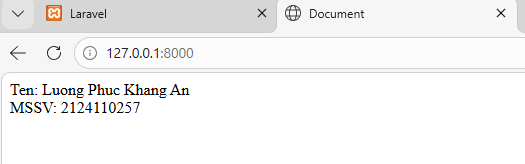 Laravel
Document
127.0.0.1:8000
Ten: Luong Phuc Khang An
MSSV: 2124110257